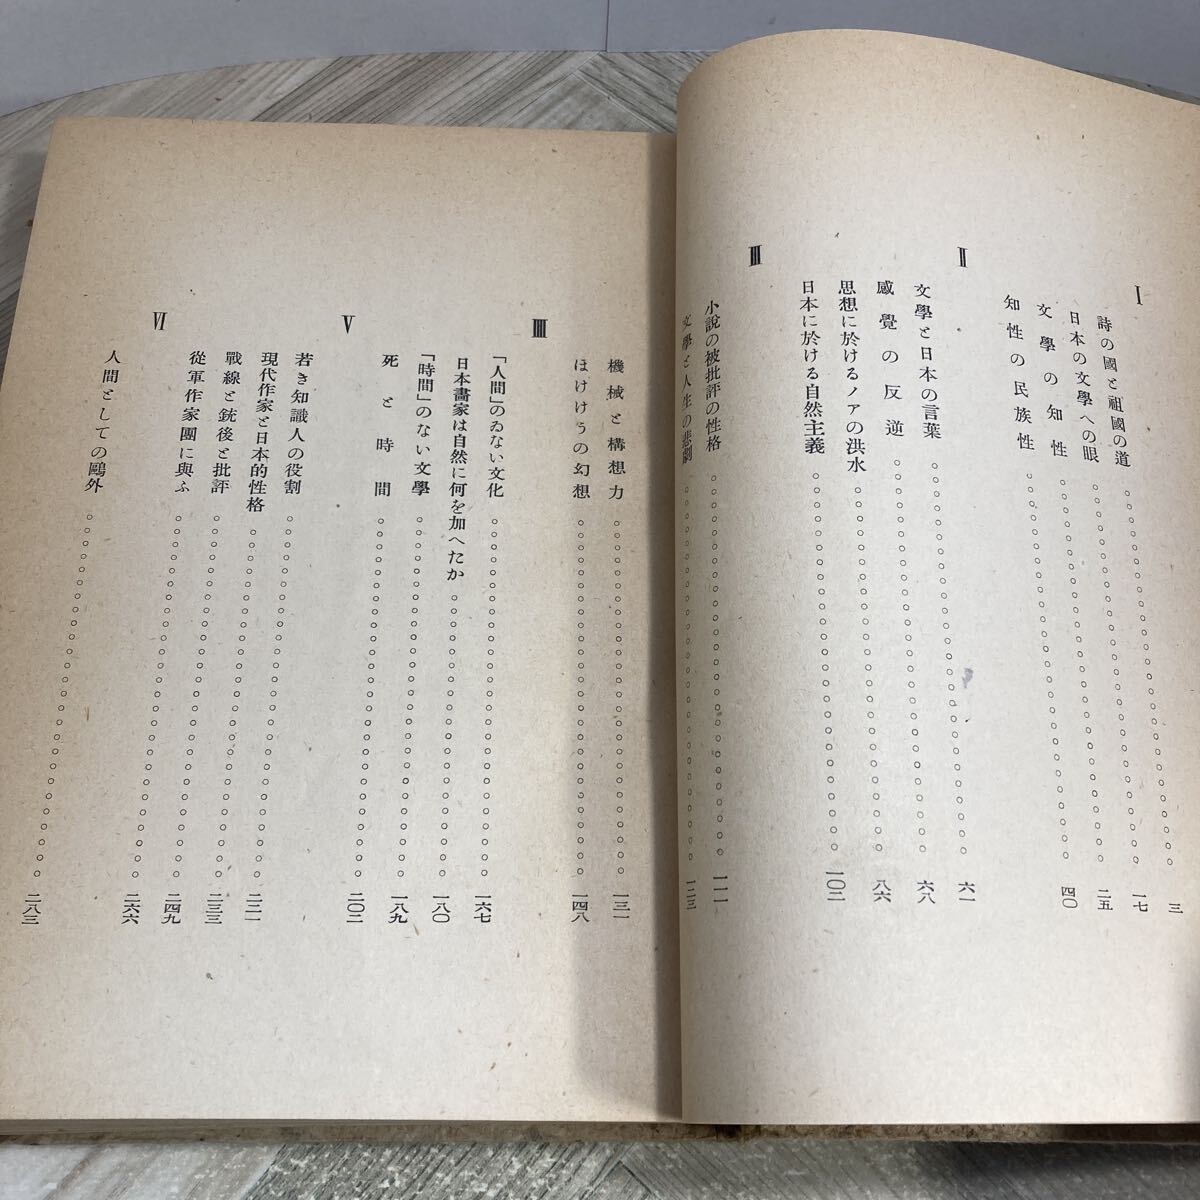 I
詩の國と祖國の道 三
日本の文學への眼 一七
文學の知性 二五
知性の民族性 四〇
II
文學と日本の言葉 六一
感覺の反逆 六八
思想に於けるノアの洪水 八六
日本に於ける自然主義 一〇二
III
小說の被批評の性格 一一一
文學と人生の悲劇 一二三
機械と構想力 一三一
ほけけうの幻想 一四八
IIII
「人間」のゐない文化 一六七
日本畫家は自然に何を加へたか 一八〇
「時間」のない文學 一八九
死と時間 二〇二
V
若き知識人の役割 二二一
現代作家と日本的性格 二三三
戰線と銃後と批評 二四九
從軍作家團に與ふ 二六六
VI
人間としての鷗外 二八三